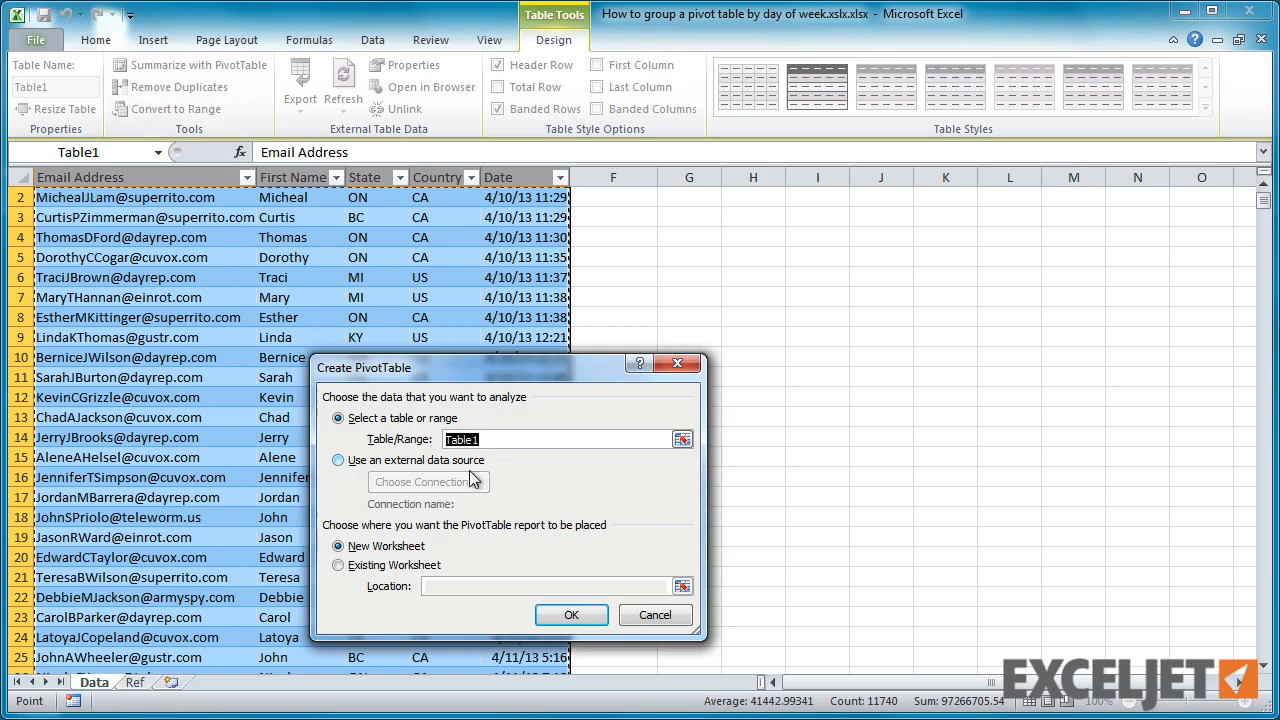 Table Tools
How to group a pivot table by day of week.xslx.xlsx - Microsoft Excel
File Home Insert Page Layout Formulas Data Review View Design
Table Name: Summarize with PivotTable Properties Header Row First Column
Table1 Remove Duplicates Export Refresh Open in Browser Total Row Last Column
Resize Table Convert to Range Unlink Banded Rows Banded Columns
Properties Tools External Table Data Table Style Options Table Styles
Table1 fx Email Address
Email Address First Name State Country Date F G H I J K L M N O
2 MichealJLam@superrito.com Micheal ON CA 4/10/13 11:29
3 CurtisPZimmerman@superrito.com Curtis BC CA 4/10/13 11:29
4 ThomasDFord@dayrep.com Thomas ON CA 4/10/13 11:30
5 DorothyCCogar@cuvox.com Dorothy ON CA 4/10/13 11:35
6 TraciJBrown@dayrep.com Traci MI US 4/10/13 11:37
7 MaryTHannan@einrot.com Mary MI US 4/10/13 11:38
8 EstherMKittinger@superrito.com Esther ON CA 4/10/13 11:38
9 LindaKThomas@gustr.com Linda KY US 4/10/13 12:21
10 BerniceJWilson@dayrep.com Bernice
11 SarahJBurton@dayrep.com Sarah
12 KevinCGrizzle@cuvox.com Kevin
13 ChadAJackson@cuvox.com Chad
14 JerryJBrooks@dayrep.com Jerry
15 AleneAHelsel@cuvox.com Alene
16 JenniferTSimpson@cuvox.com Jennifer
17 JordanMBarrera@dayrep.com Jordan
18 JohnSPriolo@teleworm.us John
19 JasonRWard@einrot.com Jason
20 EdwardCTaylor@cuvox.com Edward
21 TeresaBWilson@superrito.com Teresa
22 DebbieMJackson@armyspy.com Debbie
23 CarolBParker@dayrep.com Carol
24 LatoyaJCopeland@cuvox.com Latoya
25 JohnAWheeler@gustr.com John BC CA 4/11/13 5:16
Create PivotTable
Choose the data that you want to analyze
Select a table or range
Table/Range: Table1
Use an external data source
Choose Connection
Connection name:
Choose where you want the PivotTable report to be placed
New Worksheet
Existing Worksheet
Location:
OK Cancel
Data Ref
Point Average: 41442.99341 Count: 11740 Sum: 97266705.54 100%
EXCELJET